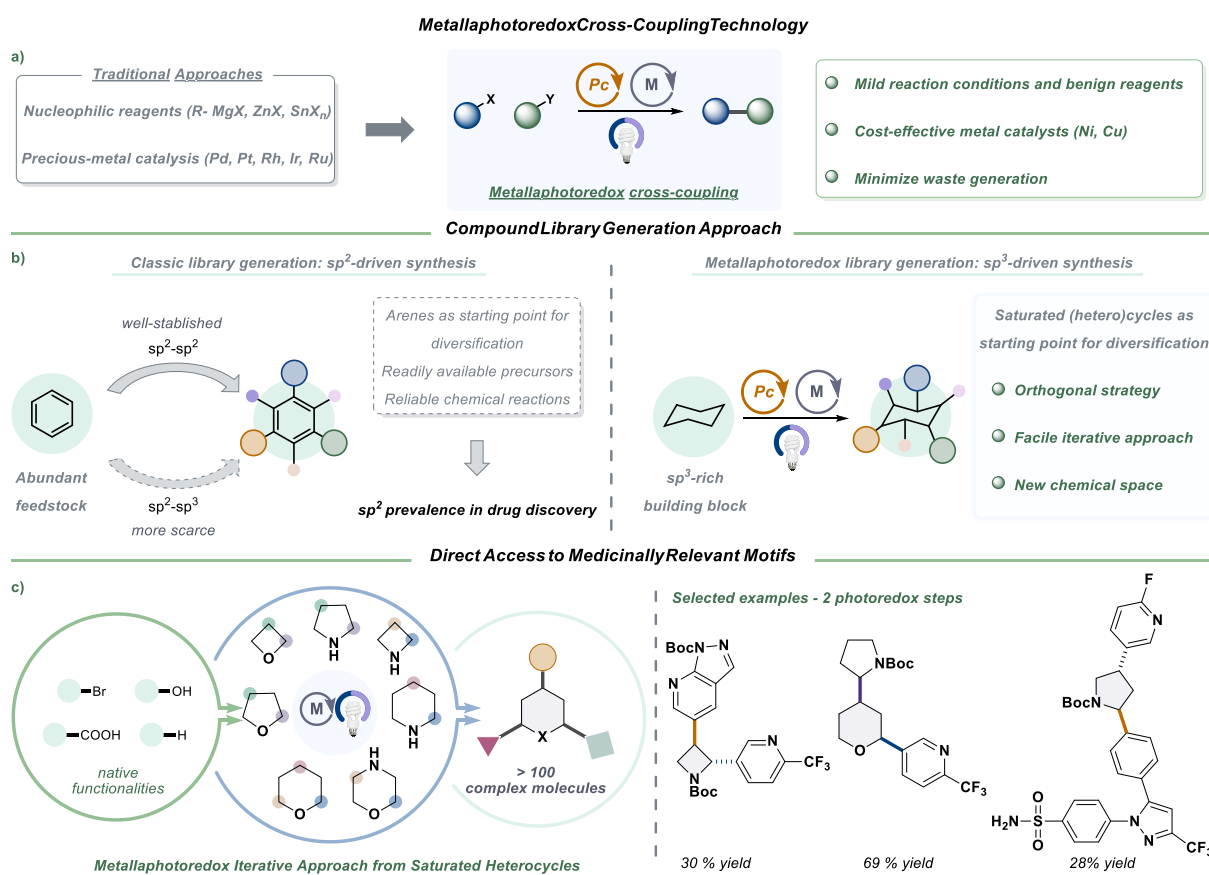 Metallaphotoredox Cross-Coupling Technology
a)
Traditional Approaches
Nucleophilic reagents (R- MgX, ZnX, SnXn)
Precious-metal catalysis (Pd, Pt, Rh, Ir, Ru)
X
Y
Pc
M
Metallaphotoredox cross-coupling
Mild reaction conditions and benign reagents
Cost-effective metal catalysts (Ni, Cu)
Minimize waste generation
Compound Library Generation Approach
b)
Classic library generation: sp2-driven synthesis
well-stablished
sp2-sp2
Abundant
feedstock
sp2-sp3
more scarce
Arenes as starting point for
diversification
Readily available precursors
Reliable chemical reactions
sp2 prevalence in drug discovery
Metallaphotoredox library generation: sp3-driven synthesis
sp3-rich
building block
Pc
M
Saturated (hetero)cycles as
starting point for diversification
Orthogonal strategy
Facile iterative approach
New chemical space
Direct Access to Medicinally Relevant Motifs
c)
Br
OH
COOH
H
native
functionalities
O
N
H
N
H
O
M
N
H
O
H
N
O
X
> 100
complex molecules
Metallaphotoredox Iterative Approach from Saturated Heterocycles
Selected examples - 2 photoredox steps
BocN
N
N
N
N
Boc
CF3
30 % yield
NBoc
O
N
CF3
69 % yield
F
N
BocN
H2N
O
S
O
N
N
CF3
28% yield